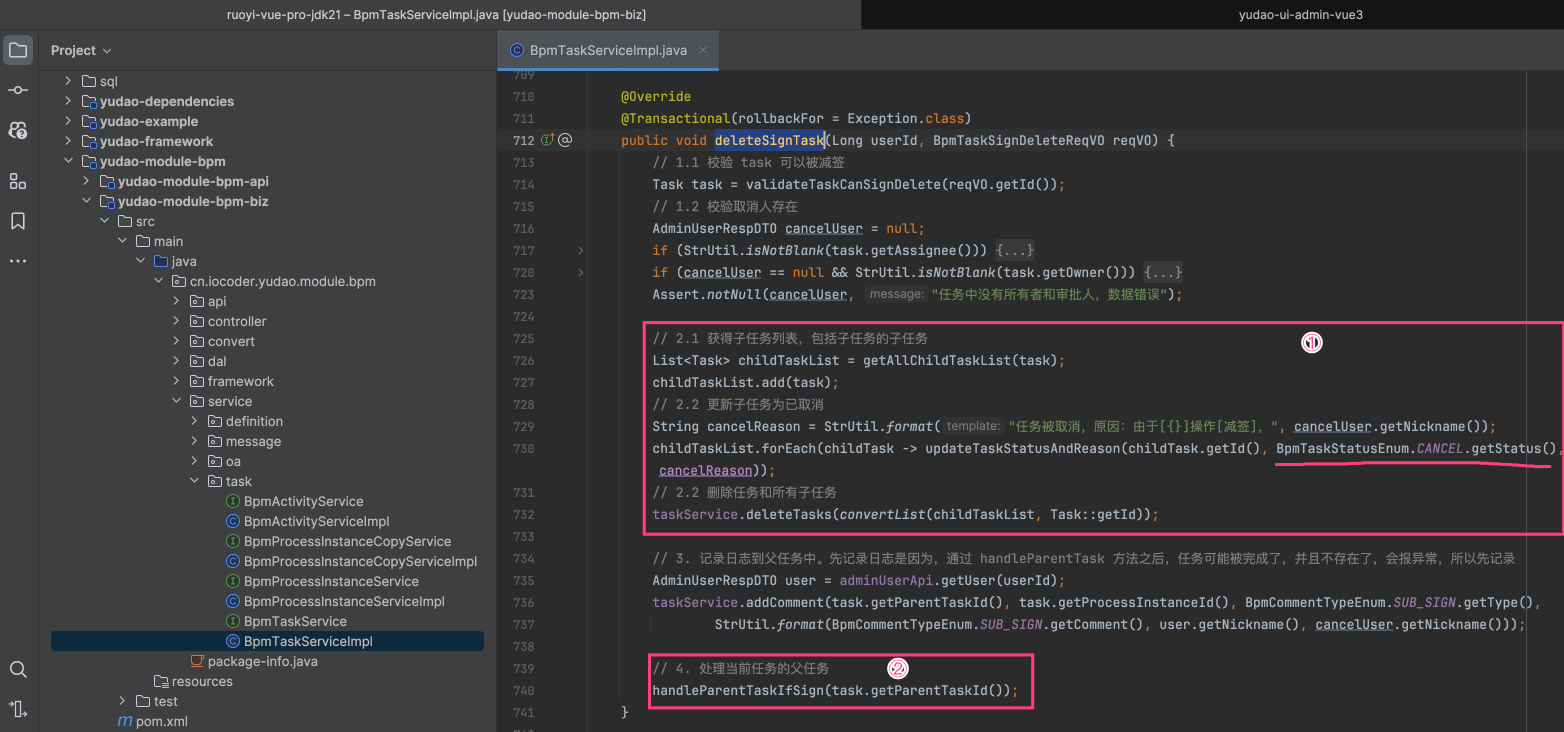 ruoyi-vue-pro-jdk21 – BpmTaskServiceImpl.java [yudao-module-bpm-biz]
yudao-ui-admin-vue3
Project
sql
yudao-dependencies
yudao-example
yudao-framework
yudao-module-bpm
yudao-module-bpm-api
yudao-module-bpm-biz
src
main
java
cn.iocoder.yudao.module.bpm
api
controller
convert
dal
framework
service
definition
message
oa
task
BpmActivityService
BpmActivityServiceImpl
BpmProcessInstanceCopyService
BpmProcessInstanceCopyServiceImpl
BpmProcessInstanceService
BpmProcessInstanceServiceImpl
BpmTaskService
BpmTaskServiceImpl
package-info.java
resources
test
pom.xml
BpmTaskServiceImpl.java
709
710 @Override
711 @Transactional(rollbackFor = Exception.class)
712 public void deleteSignTask(Long userId, BpmTaskSignDeleteReqVO reqVO) {
713 // 1.1 校验 task 可以被减签
714 Task task = validateTaskCanSignDelete(reqVO.getId());
715 // 1.2 校验取消人存在
716 AdminUserRespDTO cancelUser = null;
717 if (StrUtil.isNotBlank(task.getAssignee())) {...}
720 if (cancelUser == null && StrUtil.isNotBlank(task.getOwner())) {...}
723 Assert.notNull(cancelUser, message: "任务中没有所有者和审批人，数据错误");
724
725 // 2.1 获得子任务列表，包括子任务的子任务
①
726 List<Task> childTaskList = getAllChildTaskList(task);
727 childTaskList.add(task);
728 // 2.2 更新子任务为已取消
729 String cancelReason = StrUtil.format( template: "任务被取消，原因：由于[{}]操作[减签]，", cancelUser.getNickname());
730 childTaskList.forEach(childTask -> updateTaskStatusAndReason(childTask.getId(), BpmTaskStatusEnum.CANCEL.getStatus(),
cancelReason));
731 // 2.2 删除任务和所有子任务
732 taskService.deleteTasks(convertList(childTaskList, Task::getId));
733
734 // 3. 记录日志到父任务中。先记录日志是因为，通过 handleParentTask 方法之后，任务可能被完成了，并且不存在了，会报异常，所以先记录
735 AdminUserRespDTO user = adminUserApi.getUser(userId);
736 taskService.addComment(task.getParentTaskId(), task.getProcessInstanceId(), BpmCommentTypeEnum.SUB_SIGN.getType(),
737 StrUtil.format(BpmCommentTypeEnum.SUB_SIGN.getComment(), user.getNickname(), cancelUser.getNickname()));
738
739 // 4. 处理当前任务的父任务
②
740 handleParentTaskIfSign(task.getParentTaskId());
741 }